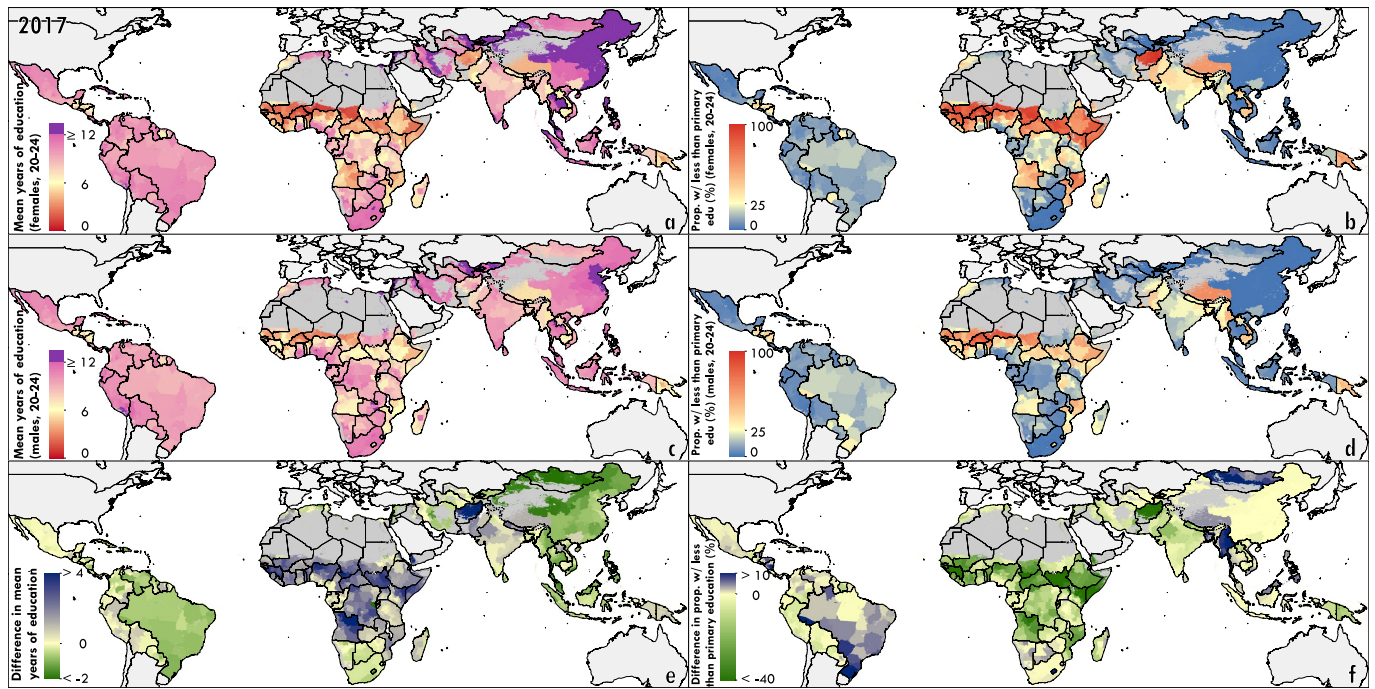 2017
Mean years of education
(females, 20-24)
≥ 12
6
0
a
Prop. w/ less than primary
edu (%) (females, 20-24)
100
25
0
b
Mean years of education
(males, 20-24)
≥ 12
6
0
c
Prop. w/ less than primary
edu (%) (males, 20-24)
100
25
0
d
Difference in mean
years of education
> 4
0
< -2
e
Difference in prop. w/ less
than primary education (%)
> 10
0
< -40
f